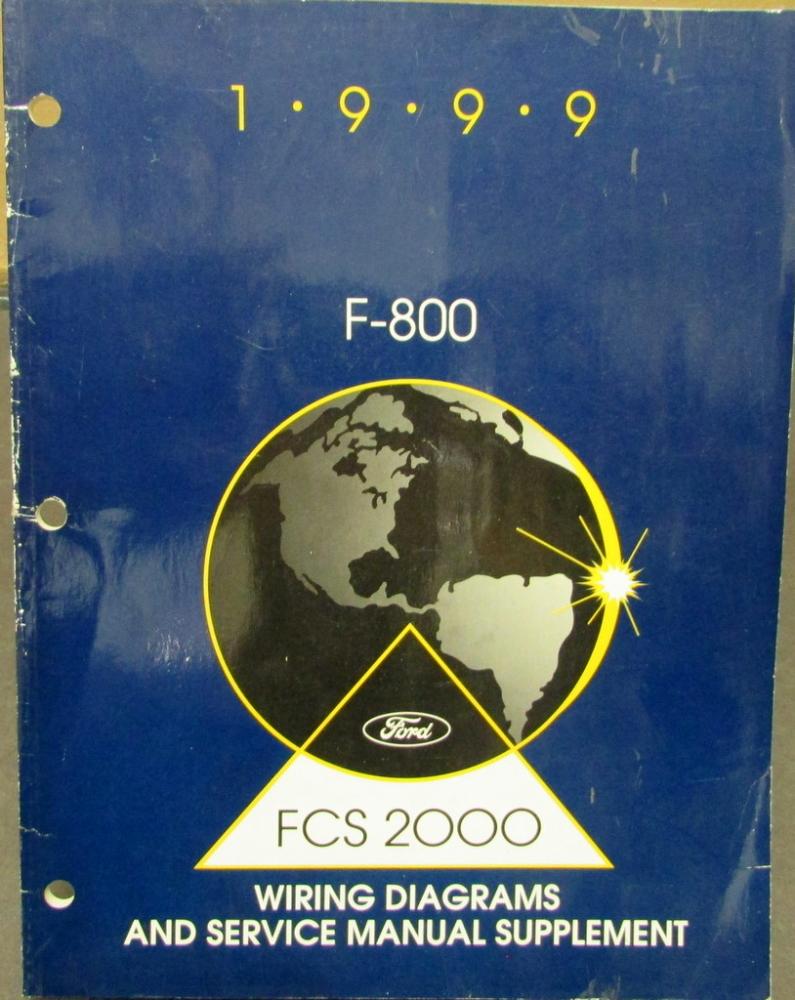 1 • 9 • 9 • 9
F-800
Ford
FCS 2000
WIRING DIAGRAMS
AND SERVICE MANUAL SUPPLEMENT